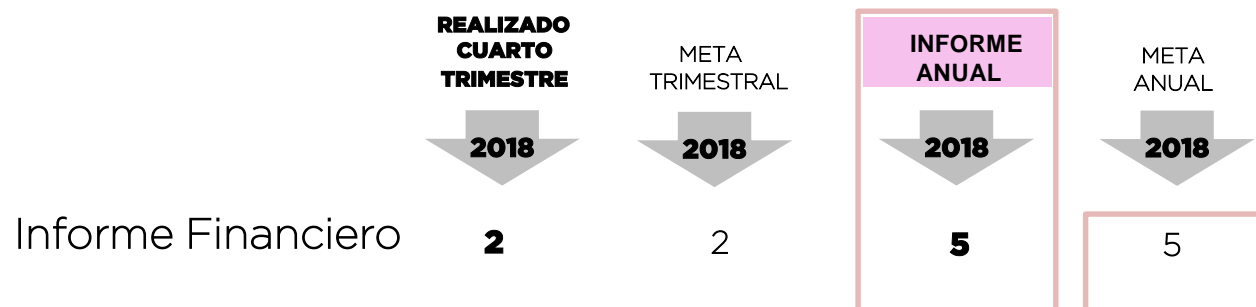 REALIZADO
CUARTO
TRIMESTRE
META
TRIMESTRAL
INFORME
ANUAL
META
ANUAL
2018
2018
2018
2018
Informe Financiero 2 2 5 5